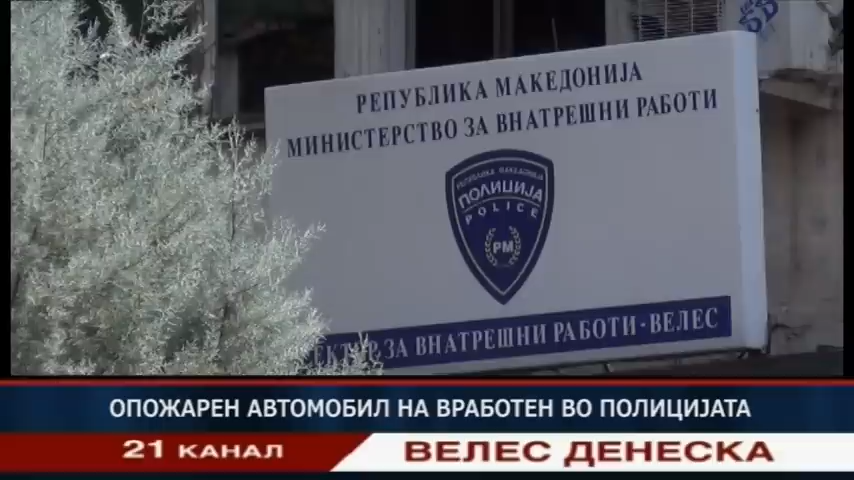 РЕПУБЛИКА МАКЕДОНИЈА
МИНИСТЕРСТВО ЗА ВНАТРЕШНИ РАБОТИ
РЕПУБЛИКА МАКЕДОНИЈА
ПОЛИЦИЈА
POLICE
РМ
СЕКТОР ЗА ВНАТРЕШНИ РАБОТИ-ВЕЛЕС
ОПОЖАРЕН АВТОМОБИЛ НА ВРАБОТЕН ВО ПОЛИЦИЈАТА
21 КАНАЛ
ВЕЛЕС ДЕНЕСКА